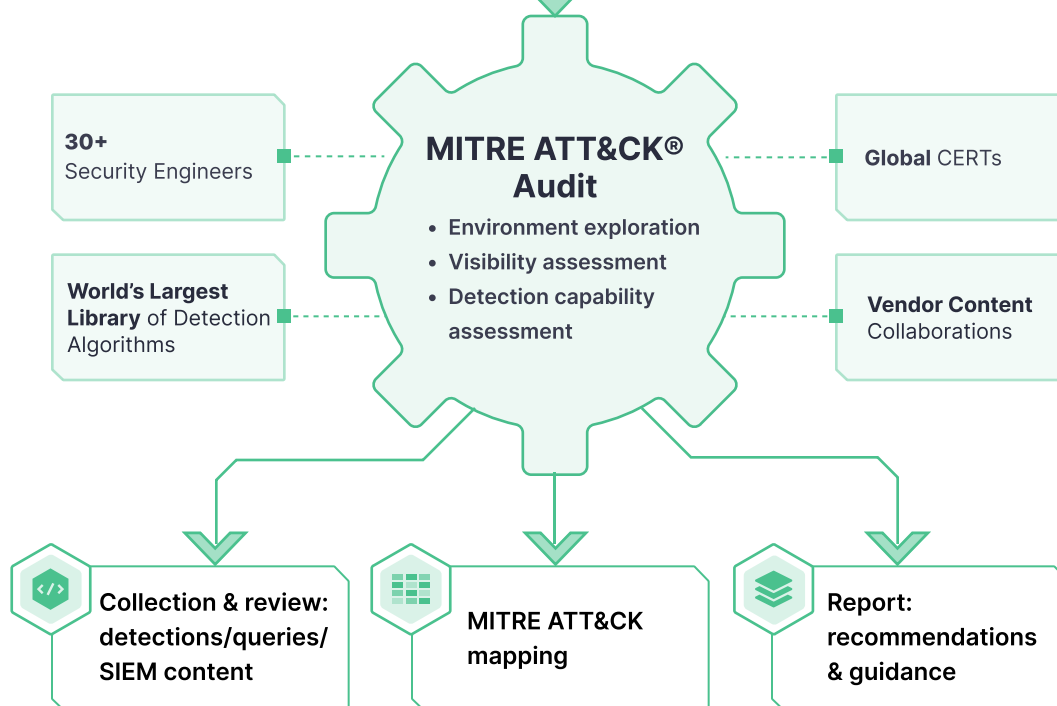 30+
Security Engineers
World’s Largest
Library of Detection
Algorithms
MITRE ATT&CK®
Audit
• Environment exploration
• Visibility assessment
• Detection capability
assessment
Global CERTs
Vendor Content
Collaborations
</>
Collection & review:
detections/queries/
SIEM content
MITRE ATT&CK
mapping
Report:
recommendations
& guidance